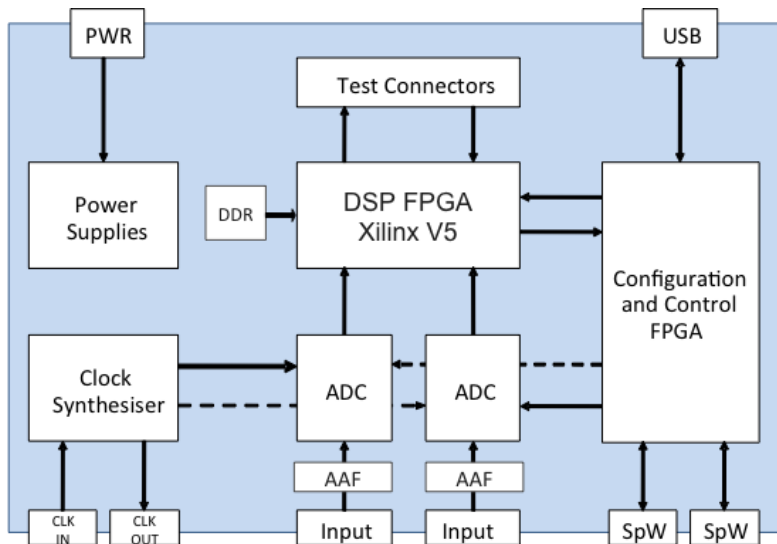 PWR
USB
Test Connectors
Power
Supplies
DDR
DSP FPGA
Xilinx V5
Configuration
and Control
FPGA
Clock
Synthesiser
ADC
ADC
AAF
AAF
CLK
IN
CLK
OUT
Input
Input
SpW
SpW